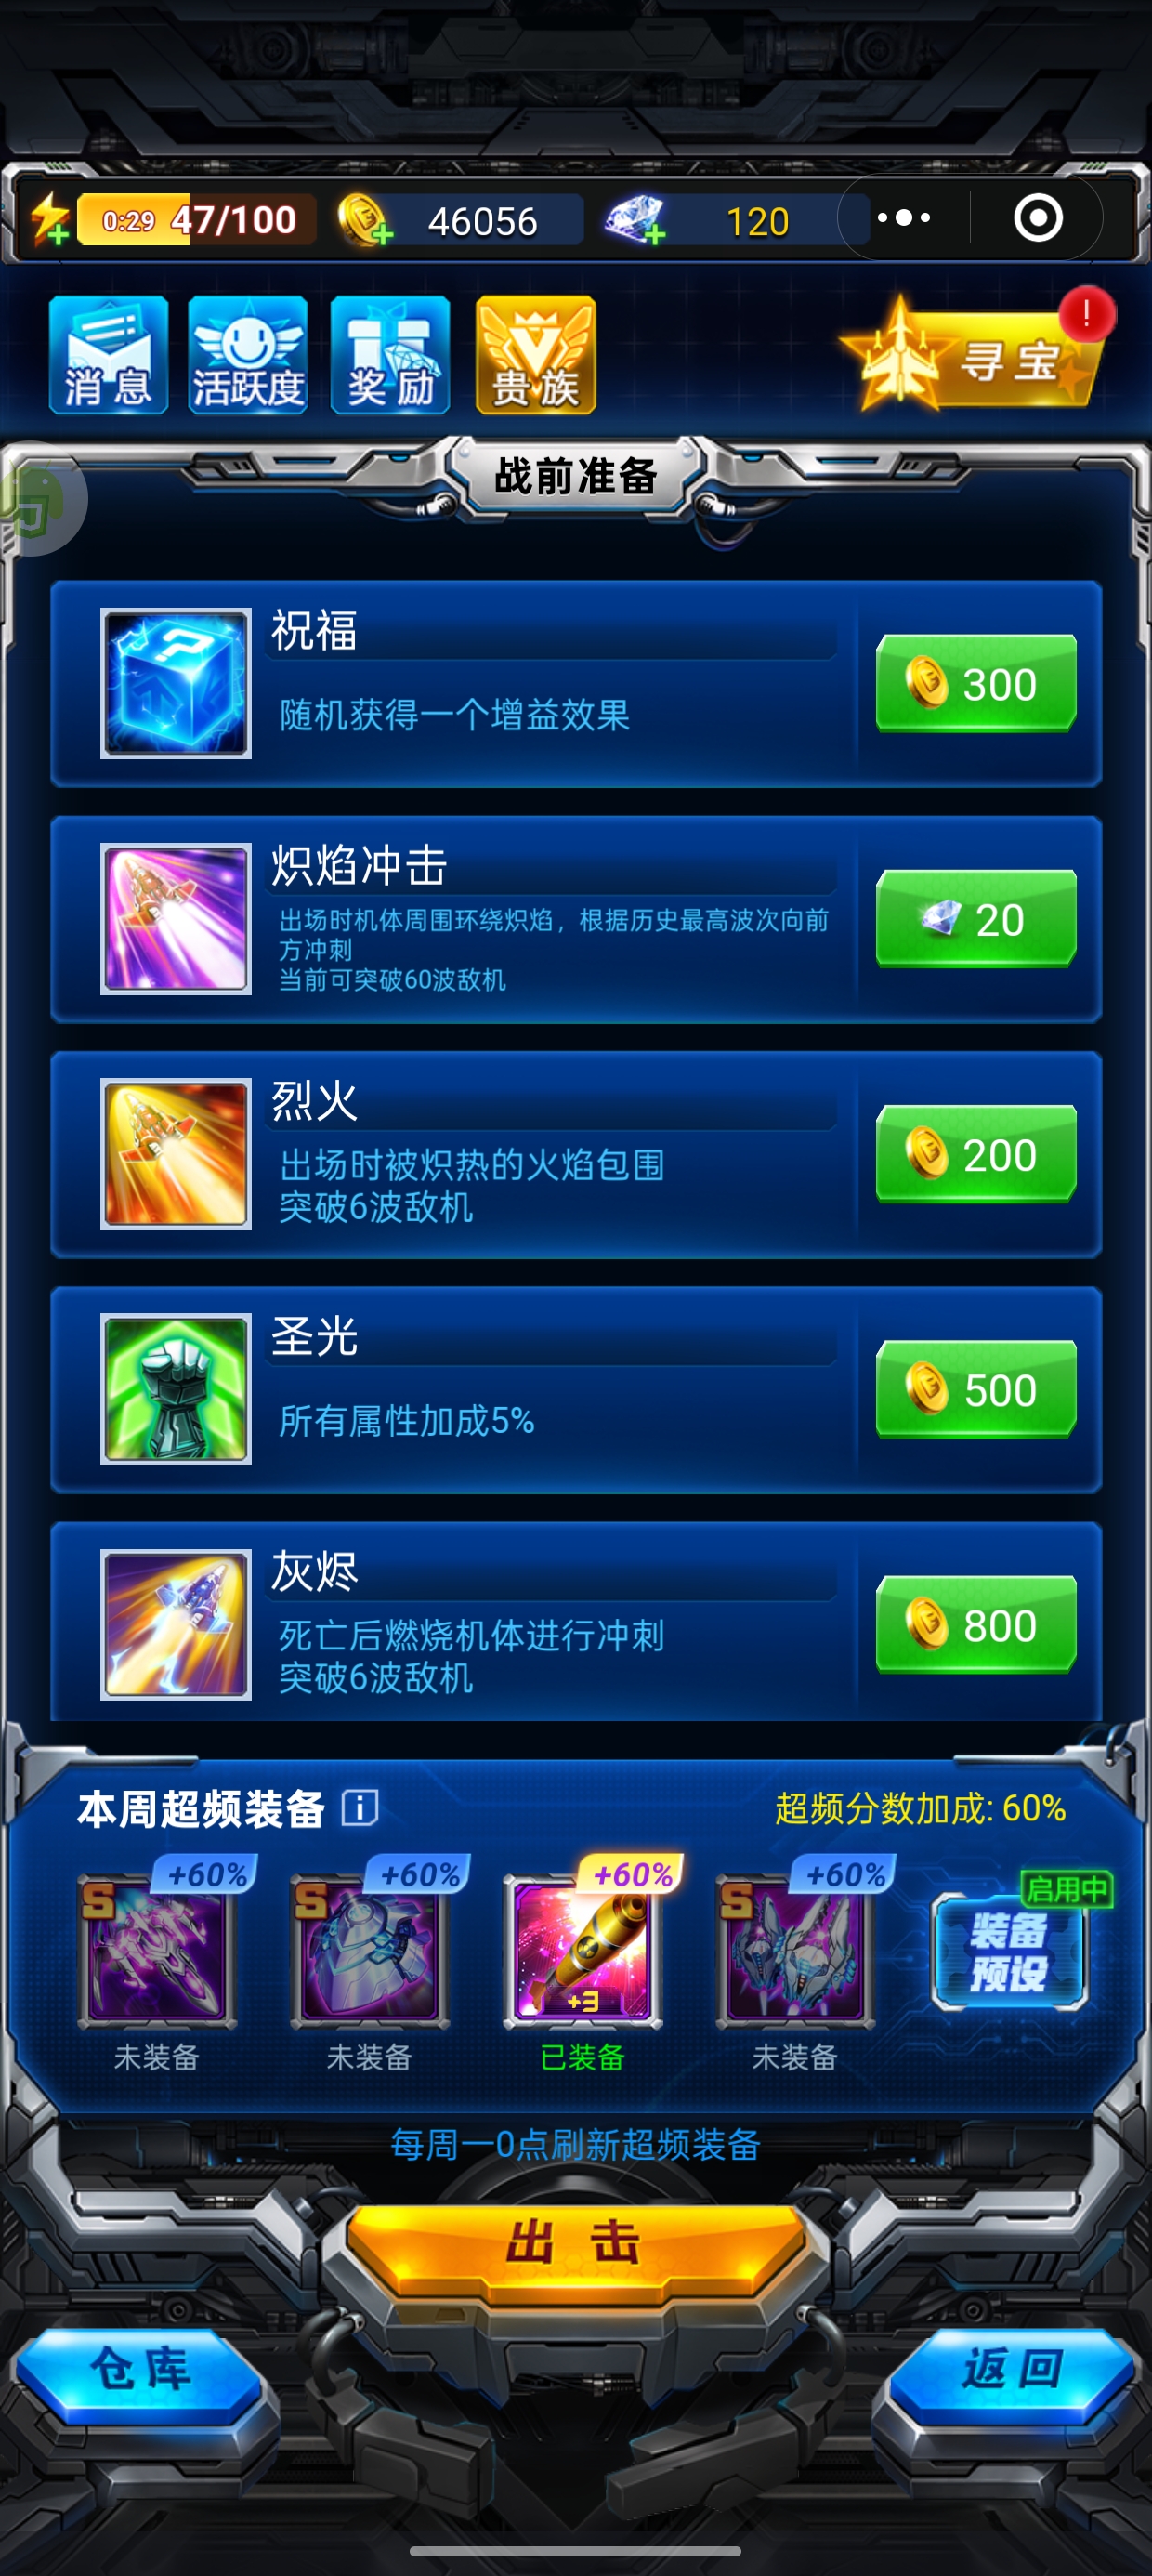 0:29 47/100
46056
120
消息
活跃度
奖励
贵族
寻宝
!
战前准备
祝福
随机获得一个增益效果
300
炽焰冲击
出场时机体周围环绕炽焰，根据历史最高波次向前
方冲刺
当前可突破60波敌机
20
烈火
出场时被炽热的火焰包围
突破6波敌机
200
圣光
所有属性加成5%
500
灰烬
死亡后燃烧机体进行冲刺
突破6波敌机
800
本周超频装备 i
超频分数加成: 60%
S +60%
未装备
S +60%
未装备
+60%
+3
已装备
S +60%
未装备
启用中
装备
预设
每周一0点刷新超频装备
出击
仓库
返回